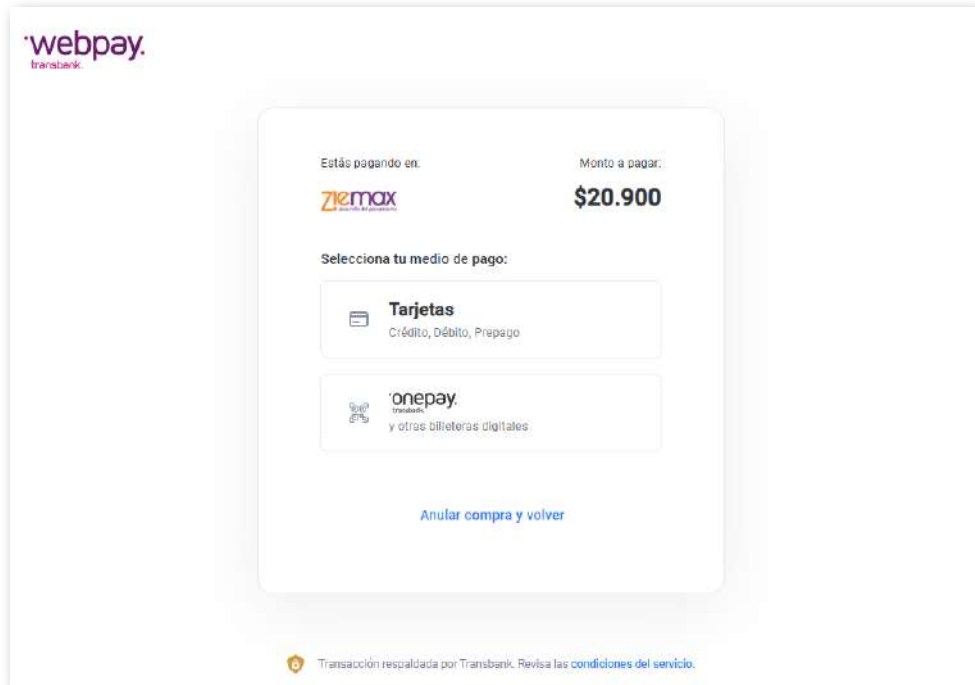 webpay.
transbank.
Estás pagando en:
Monto a pagar:
ziemax
$20.900
Selecciona tu medio de pago:
Tarjetas
Crédito, Débito, Prepago
onepay.
transbank.
y otras billeteras digitales
Anular compra y volver
Transacción respaldada por Transbank. Revisa las condiciones del servicio.